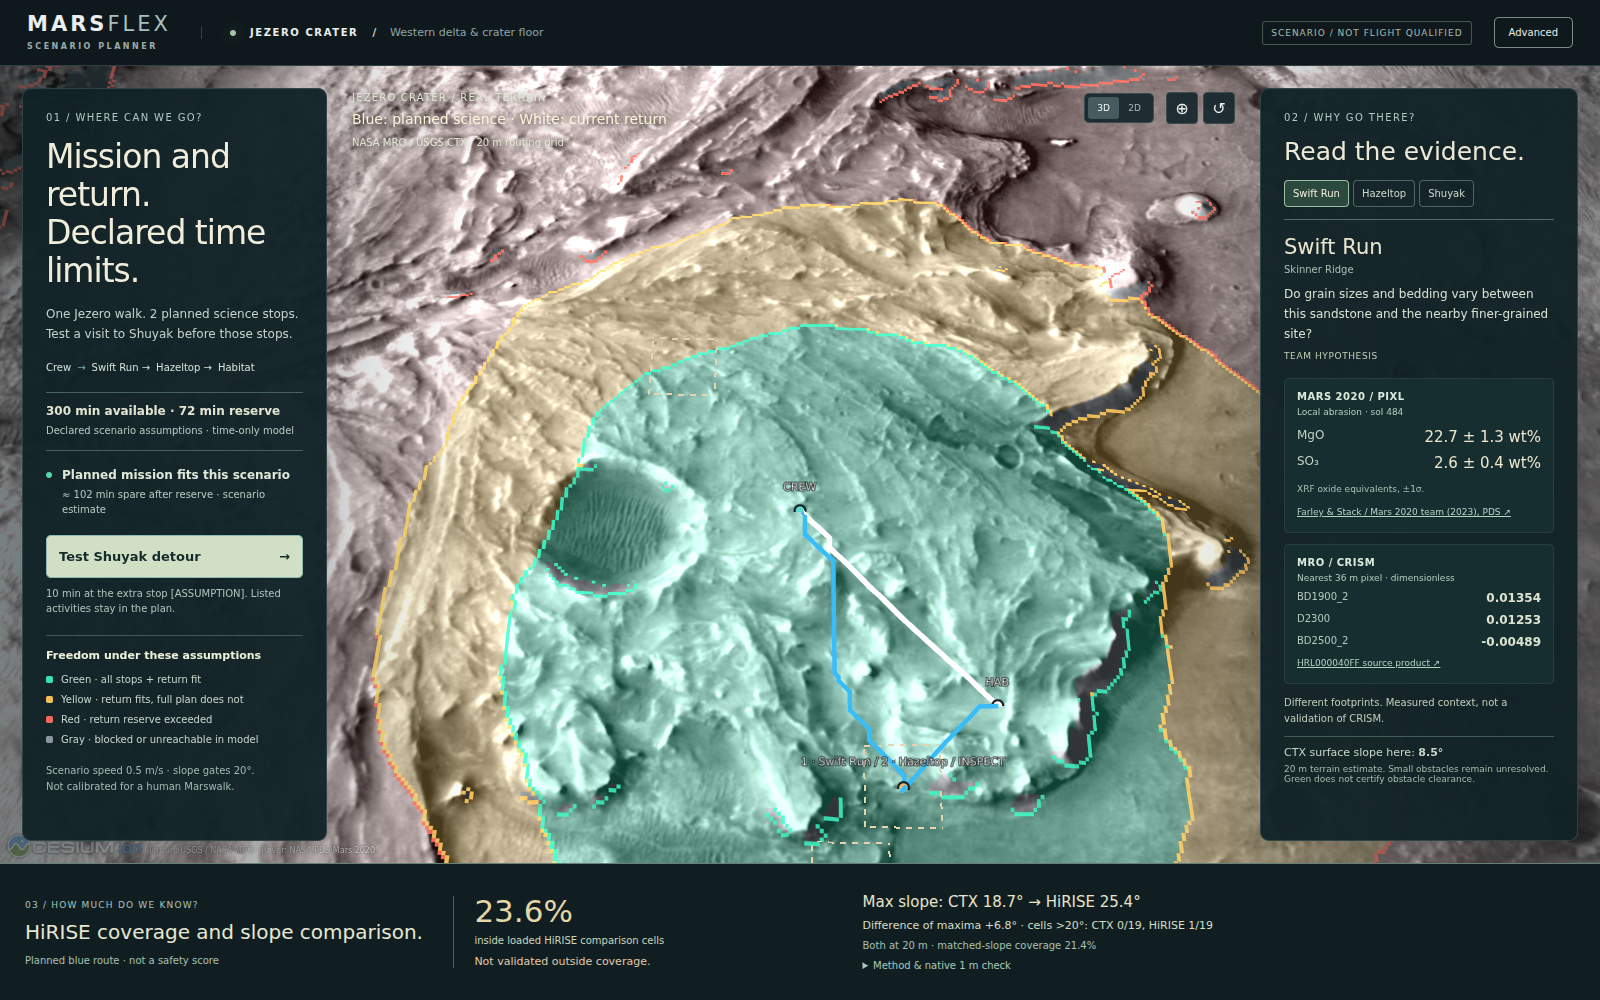 MARSFLEX
SCENARIO PLANNER
JEZERO CRATER / Western delta & crater floor
SCENARIO / NOT FLIGHT QUALIFIED
Advanced
01 / WHERE CAN WE GO?
Mission and
return.
Declared time
limits.
One Jezero walk. 2 planned science stops.
Test a visit to Shuyak before those stops.
Crew → Swift Run → Hazeltop → Habitat
300 min available · 72 min reserve
Declared scenario assumptions · time-only model
Planned mission fits this scenario
≈ 102 min spare after reserve · scenario
estimate
Test Shuyak detour →
10 min at the extra stop [ASSUMPTION]. Listed
activities stay in the plan.
Freedom under these assumptions
Green · all stops + return fit
Yellow · return fits, full plan does not
Red · return reserve exceeded
Gray · blocked or unreachable in model
Scenario speed 0.5 m/s · slope gates 20°.
Not calibrated for a human Marswalk.
JEZERO CRATER / REAL TERRAIN
Blue: planned science · White: current return
NASA MRO / USGS CTX · 20 m routing grid
3D 2D
CREW
HAB
1 · Swift Run / 2 · Hazeltop / INSPECT
CESIUM
02 / WHY GO THERE?
Read the evidence.
Swift Run Hazeltop Shuyak
Swift Run
Skinner Ridge
Do grain sizes and bedding vary between
this sandstone and the nearby finer-grained
site?
TEAM HYPOTHESIS
MARS 2020 / PIXL
Local abrasion · sol 484
MgO 22.7 ± 1.3 wt%
SO₃ 2.6 ± 0.4 wt%
XRF oxide equivalents, ±1σ.
Farley & Stack / Mars 2020 team (2023), PDS ↗
MRO / CRISM
Nearest 36 m pixel · dimensionless
BD1900_2 0.01354
D2300 0.01253
BD2500_2 -0.00489
HRL000040FF source product ↗
Different footprints. Measured context, not a
validation of CRISM.
CTX surface slope here: 8.5°
20 m terrain estimate. Small obstacles remain unresolved.
Green does not certify obstacle clearance.
03 / HOW MUCH DO WE KNOW?
HiRISE coverage and slope comparison.
Planned blue route · not a safety score
23.6%
inside loaded HiRISE comparison cells
Not validated outside coverage.
Max slope: CTX 18.7° → HiRISE 25.4°
Difference of maxima +6.8° · cells >20°: CTX 0/19, HiRISE 1/19
Both at 20 m · matched-slope coverage 21.4%
▶ Method & native 1 m check